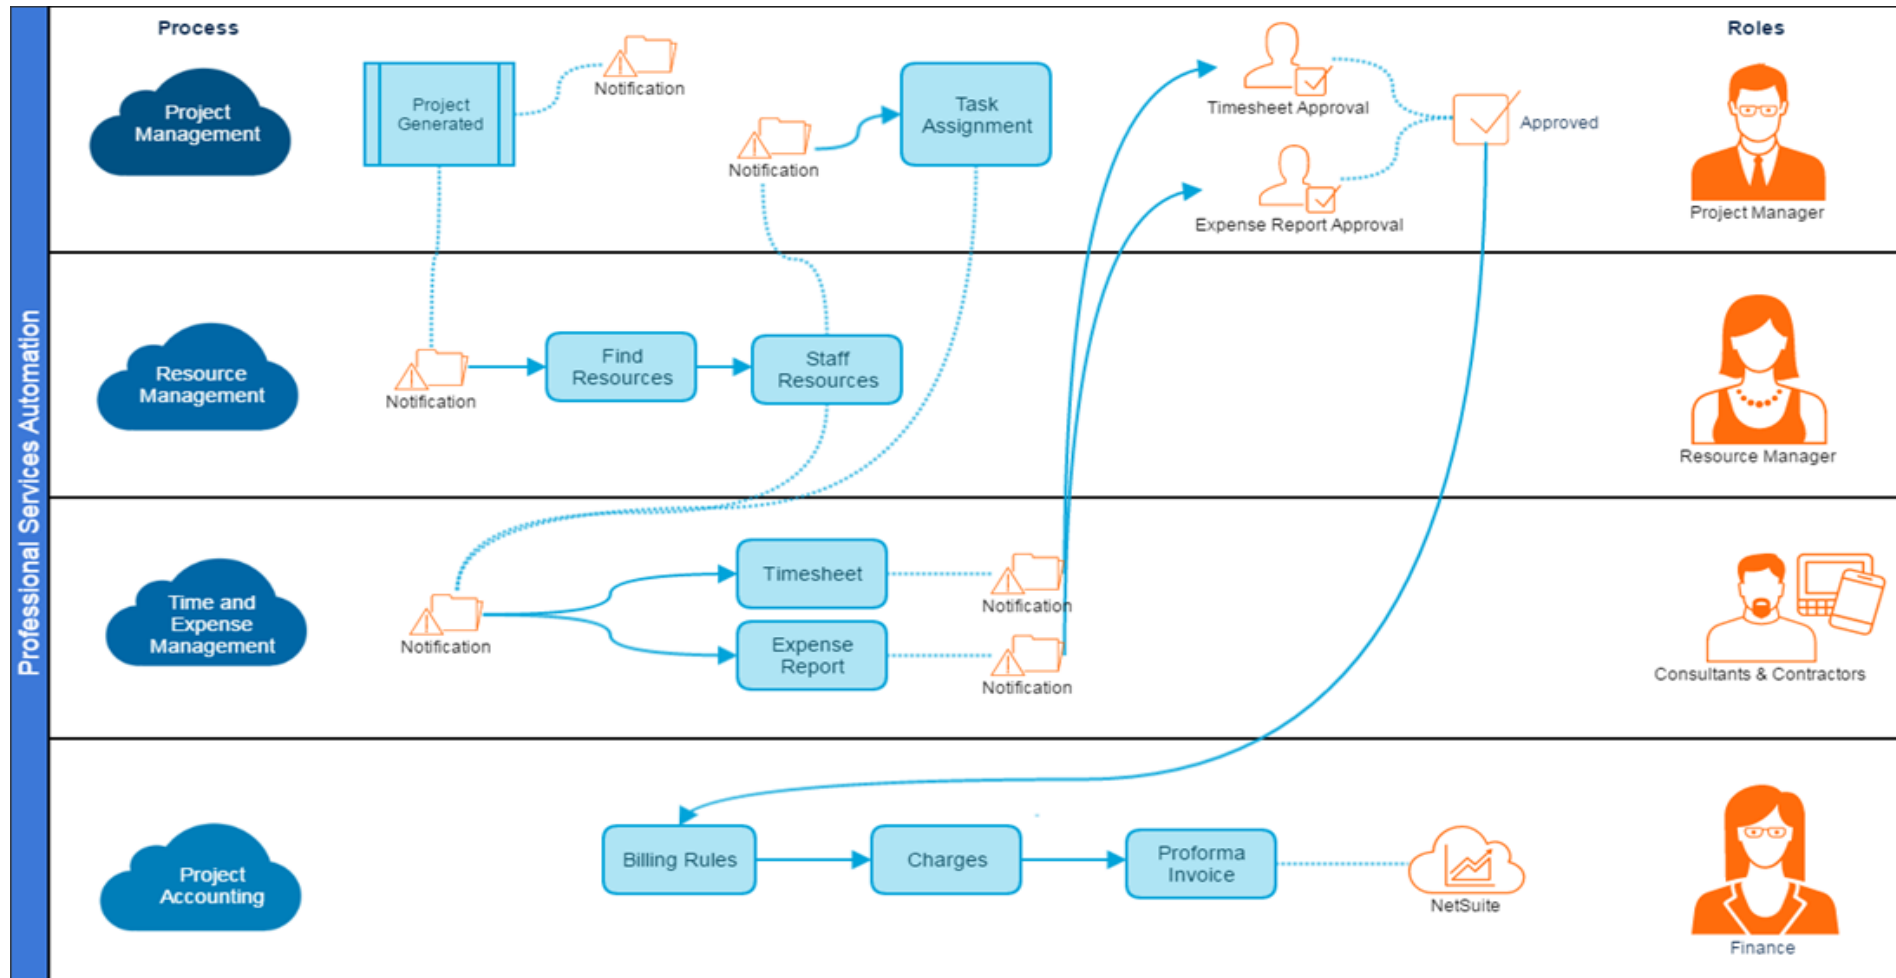 Professional Services Automation
Process
Roles
Project
Management
Project
Generated
Notification
Notification
Task
Assignment
Timesheet Approval
Expense Report Approval
Approved
Project Manager
Resource
Management
Notification
Find
Resources
Staff
Resources
Resource Manager
Time and
Expense
Management
Notification
Timesheet
Notification
Expense
Report
Notification
Consultants & Contractors
Project
Accounting
Billing Rules
Charges
Proforma
Invoice
NetSuite
Finance